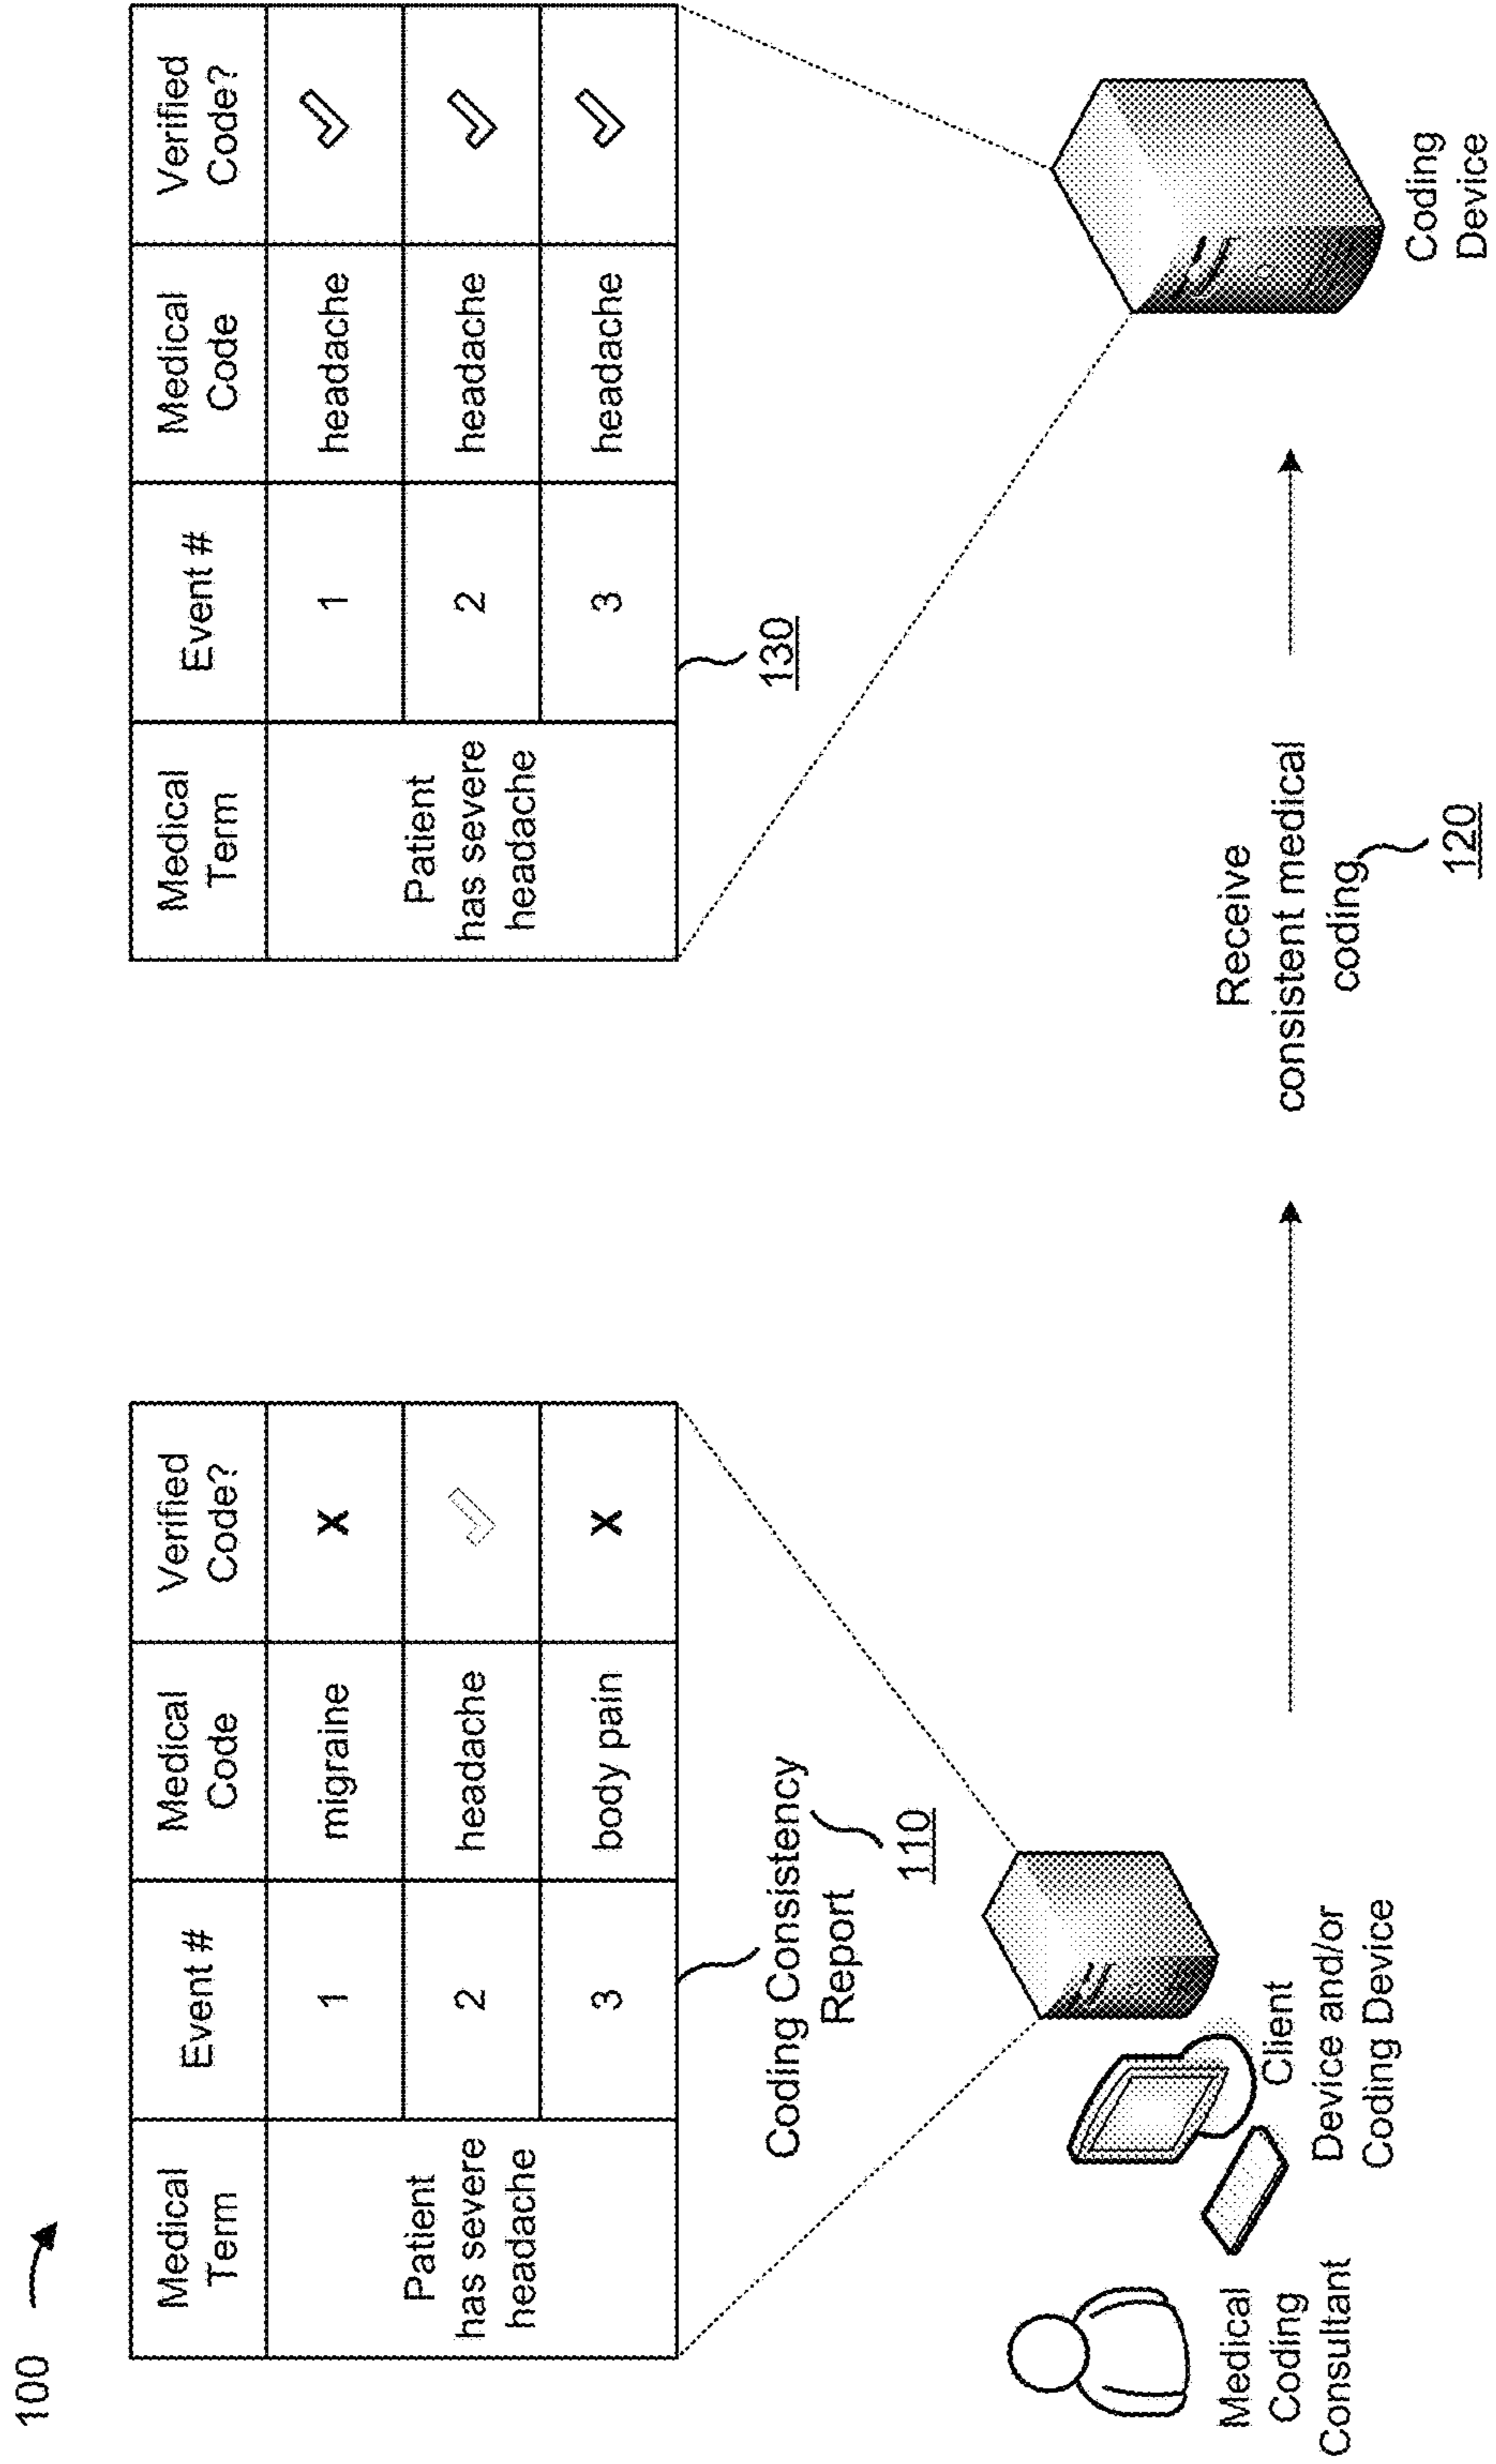 100
Medical
Term
Event #
Medical
Code
Verified
Code?
Patient
has severe
headache
1
migraine
X
2
headache
3
body pain
X
Coding Consistency
Report
110
Medical
Coding
Consultant
Client
Device and/or
Coding Device
Medical
Term
Event #
Medical
Code
Verified
Code?
Patient
has severe
headache
1
headache
2
headache
3
headache
130
Receive
consistent medical
coding
120
Coding
Device